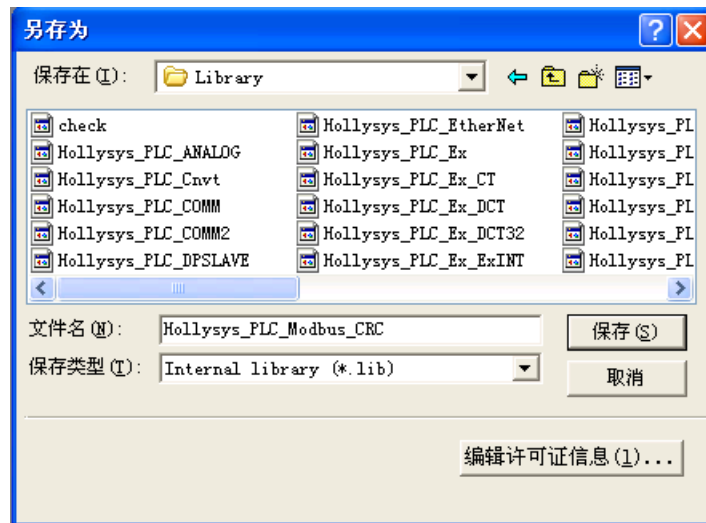 另存为
保存在(I):
Library
check
Hollysys_PLC_ANALOG
Hollysys_PLC_Cnvt
Hollysys_PLC_COMM
Hollysys_PLC_COMM2
Hollysys_PLC_DPSLAVE
Hollysys_PLC_EtherNet
Hollysys_PLC_Ex
Hollysys_PLC_Ex_CT
Hollysys_PLC_Ex_DCT
Hollysys_PLC_Ex_DCT32
Hollysys_PLC_Ex_ExINT
Hollysys_PL
Hollysys_PL
Hollysys_PL
Hollysys_PL
Hollysys_PL
Hollysys_PL
文件名(N):
Hollysys_PLC_Modbus_CRC
保存(S)
保存类型(T):
Internal library (*.lib)
取消
编辑许可证信息(l)...